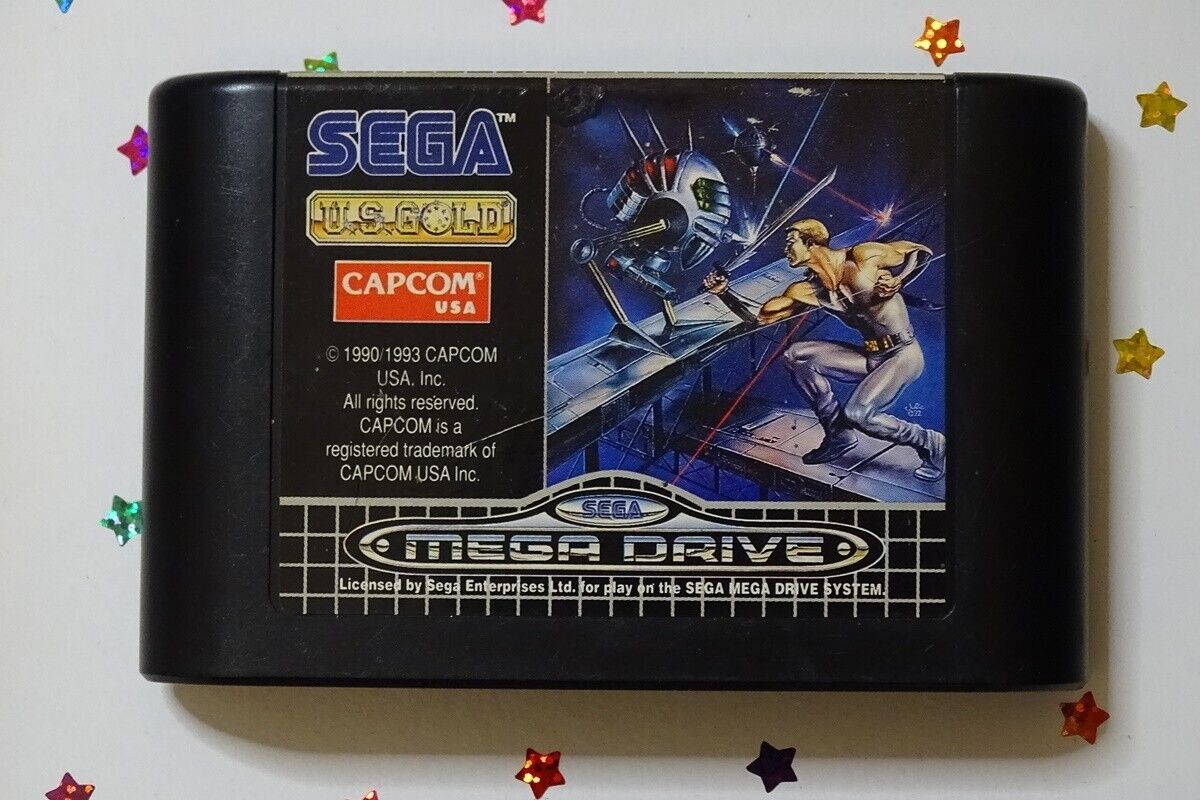 SEGA™
U.S. GOLD
CAPCOM®
USA
© 1990/1993 CAPCOM
USA. Inc.
All rights reserved.
CAPCOM is a
registered trademark of
CAPCOM USA Inc.
SEGA
MEGA DRIVE
Licensed by Sega Enterprises Ltd. for play on the SEGA MEGA DRIVE SYSTEM.